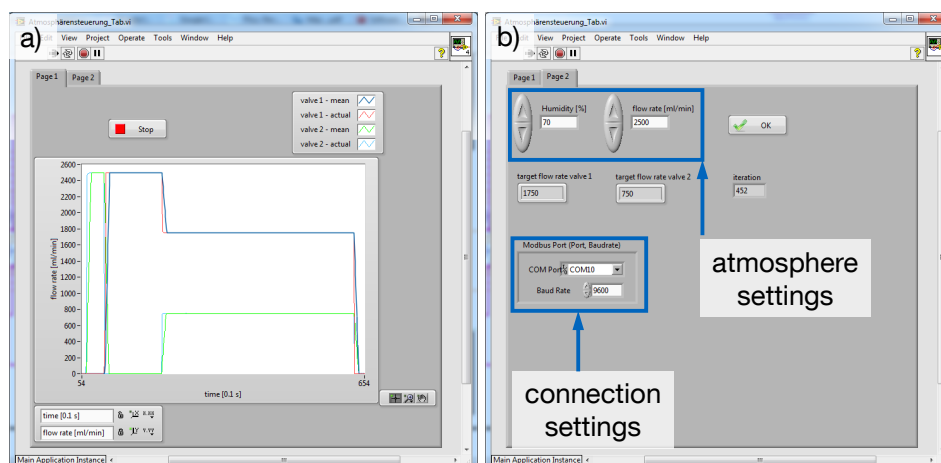 a)
Atmosphärensteuerung_Tab.vi
View Project Operate Tools Window Help
4
Page 1 Page 2
valve 1 - mean
valve 1 - actual
valve 2 - mean
valve 2 - actual
Stop
2600
2400
2200
2000
1800
1600
1400
1200
1000
800
600
400
200
0
flow rate [ml/min]
54 654
time [0.1 s]
time [0.1 s]
flow rate [ml/min]
Main Application Instance
b)
Atmosphärensteuerung_Tab.vi
View Project Operate Tools Window Help
Page 1 Page 2
Humidity [%] flow rate [ml/min]
70 2500
OK
target flow rate valve 1 target flow rate valve 2 iteration
1750 750 452
Modbus Port (Port, Baudrate)
COM Port COM10
Baud Rate 9600
atmosphere
settings
connection
settings
Main Application Instance